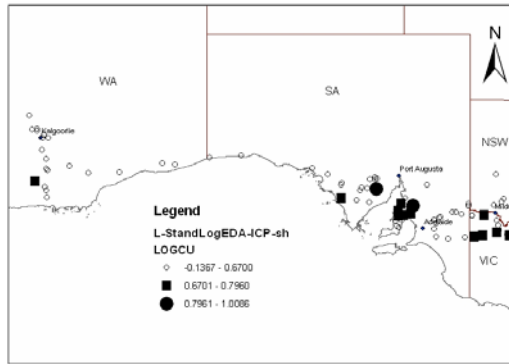 N
WA
SA
NSW
Kalgoorlie
Port Augusta
Adelaide
VIC
Legend
L-StandLogEDA-ICP-sh
LOGCU
-0.1367 - 0.6700
0.6701 - 0.7960
0.7961 - 1.0086